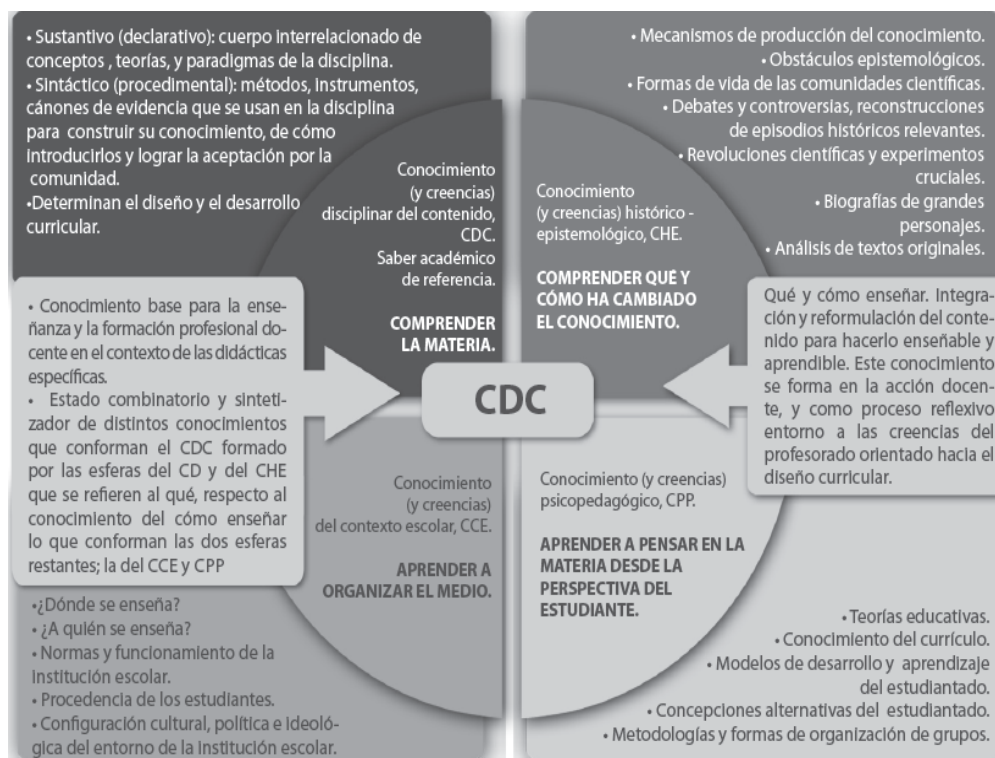 • Sustantivo (declarativo): cuerpo interrelacionado de
conceptos , teorías, y paradigmas de la disciplina.
• Sintáctico (procedimental): métodos, instrumentos,
cánones de evidencia que se usan en la disciplina
para construir su conocimiento, de cómo
introducirlos y lograr la aceptación por la
comunidad.
•Determinan el diseño y el desarrollo
curricular.
Conocimiento
(y creencias)
disciplinar del contenido,
CDC.
Saber académico
de referencia.
COMPRENDER
LA MATERIA.
• Mecanismos de producción del conocimiento.
• Obstáculos epistemológicos.
• Formas de vida de las comunidades científicas.
• Debates y controversias, reconstrucciones
de episodios históricos relevantes.
• Revoluciones científicas y experimentos
cruciales.
• Biografías de grandes
personajes.
• Análisis de textos originales.
Conocimiento
(y creencias) histórico -
epistemológico, CHE.
COMPRENDER QUÉ Y
CÓMO HA CAMBIADO
EL CONOCIMIENTO.
• Conocimiento base para la ense-
ñanza y la formación profesional do-
cente en el contexto de las didácticas
específicas.
• Estado combinatorio y sinteti-
zador de distintos conocimientos
que conforman el CDC formado
por las esferas del CD y del CHE
que se refieren al qué, respecto al
conocimiento del cómo enseñar
lo que conforman las dos esferas
restantes; la del CCE y CPP
CDC
Qué y cómo enseñar. Integra-
ción y reformulación del conte-
nido para hacerlo enseñable y
aprendible. Este conocimiento
se forma en la acción docen-
te, y como proceso reflexivo
entorno a las creencias del
profesorado orientado hacia el
diseño curricular.
Conocimiento
(y creencias)
del contexto escolar, CCE.
APRENDER A
ORGANIZAR EL MEDIO.
•¿Dónde se enseña?
• ¿A quién se enseña?
• Normas y funcionamiento de la
institución escolar.
• Procedencia de los estudiantes.
• Configuración cultural, política e ideoló-
gica del entorno de la institución escolar.
Conocimiento (y creencias)
psicopedagógico, CPP.
APRENDER A PENSAR EN LA
MATERIA DESDE LA
PERSPECTIVA DEL
ESTUDIANTE.
• Teorías educativas.
• Conocimiento del currículo.
• Modelos de desarrollo y aprendizaje
del estudiantado.
• Concepciones alternativas del estudiantado.
• Metodologías y formas de organización de grupos.